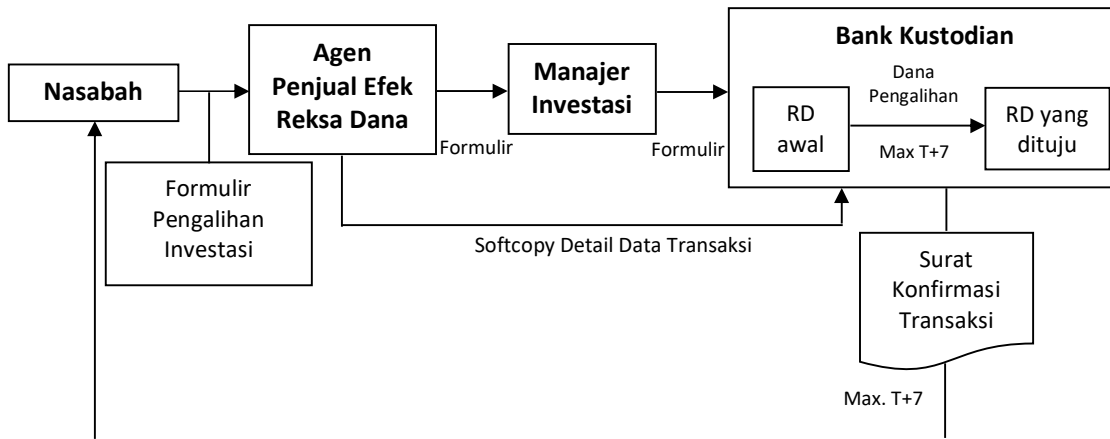 Nasabah
Agen
Penjual Efek
Reksa Dana
Manajer
Investasi
Bank Kustodian
Dana
Pengalihan
RD
awal
RD yang
dituju
Max T+7
Formulir
Formulir
Formulir
Pengalihan
Investasi
Softcopy Detail Data Transaksi
Surat
Konfirmasi
Transaksi
Max. T+7